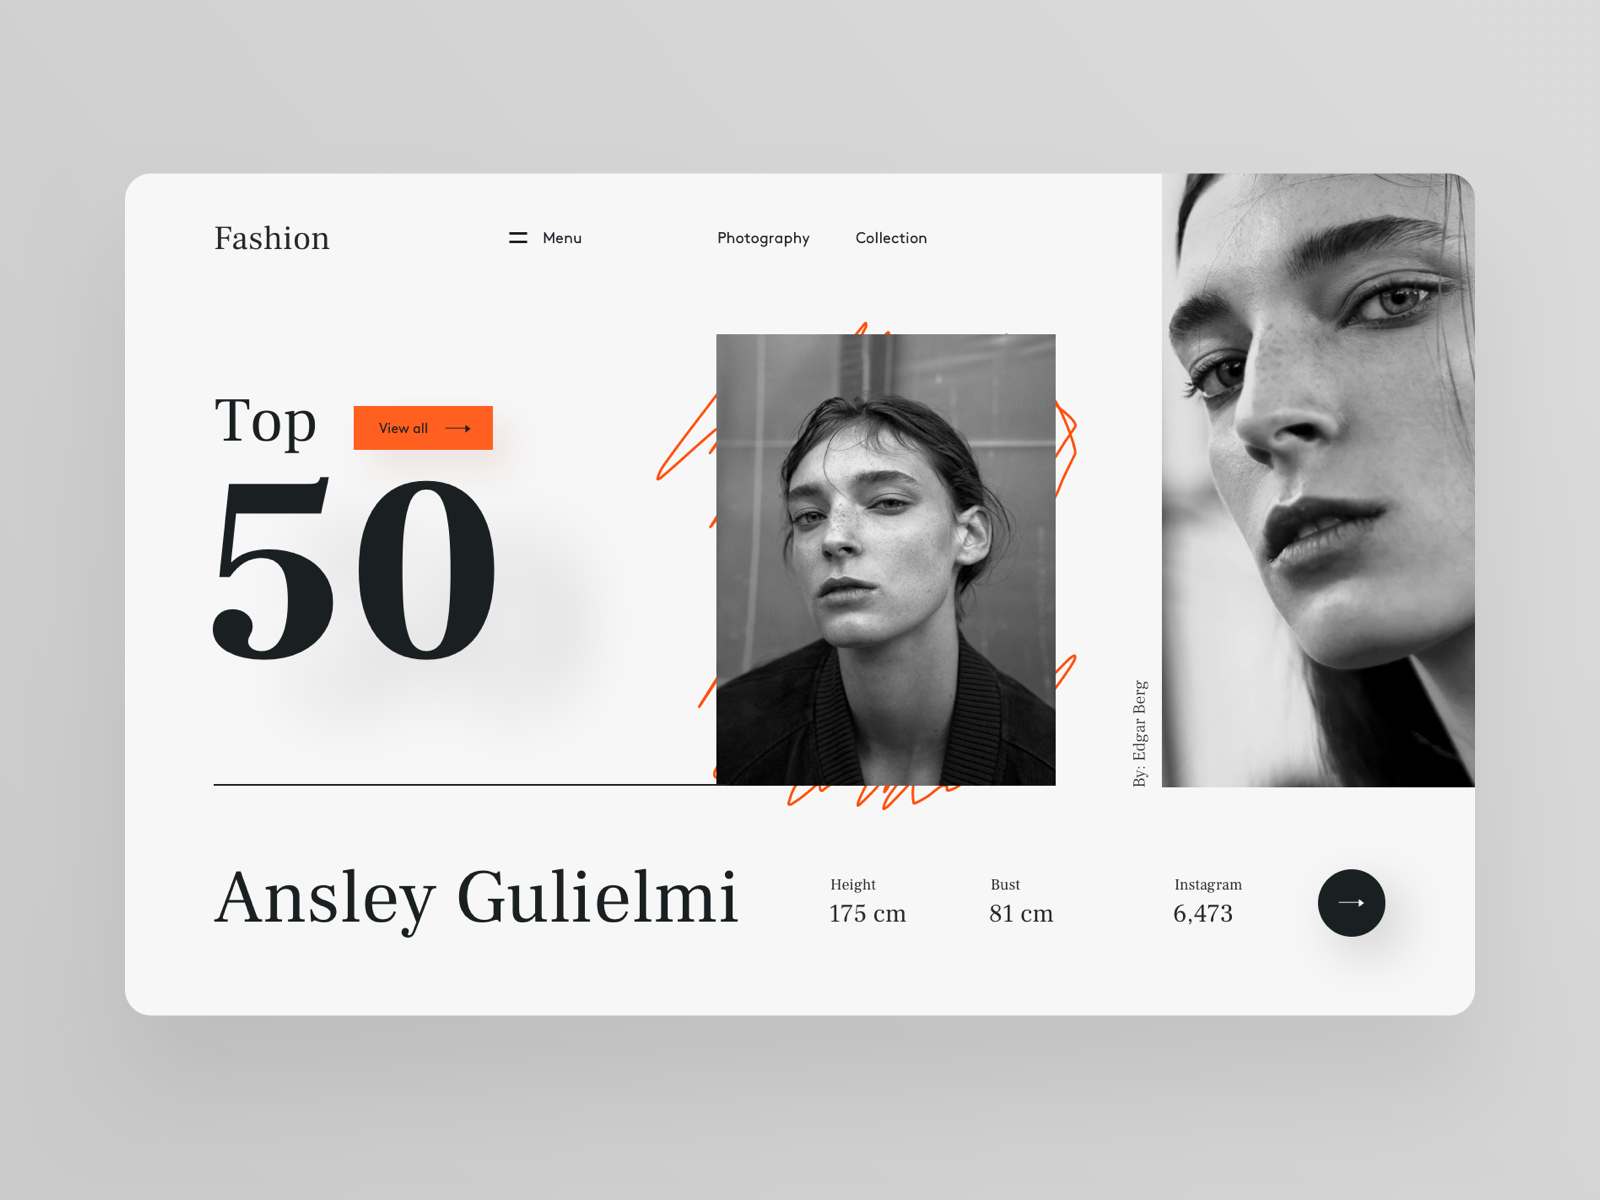 Fashion
Menu
Photography
Collection
Top
View all
50
By: Edgar Berg
Ansley Gulielmi
Height
175 cm
Bust
81 cm
Instagram
6,473